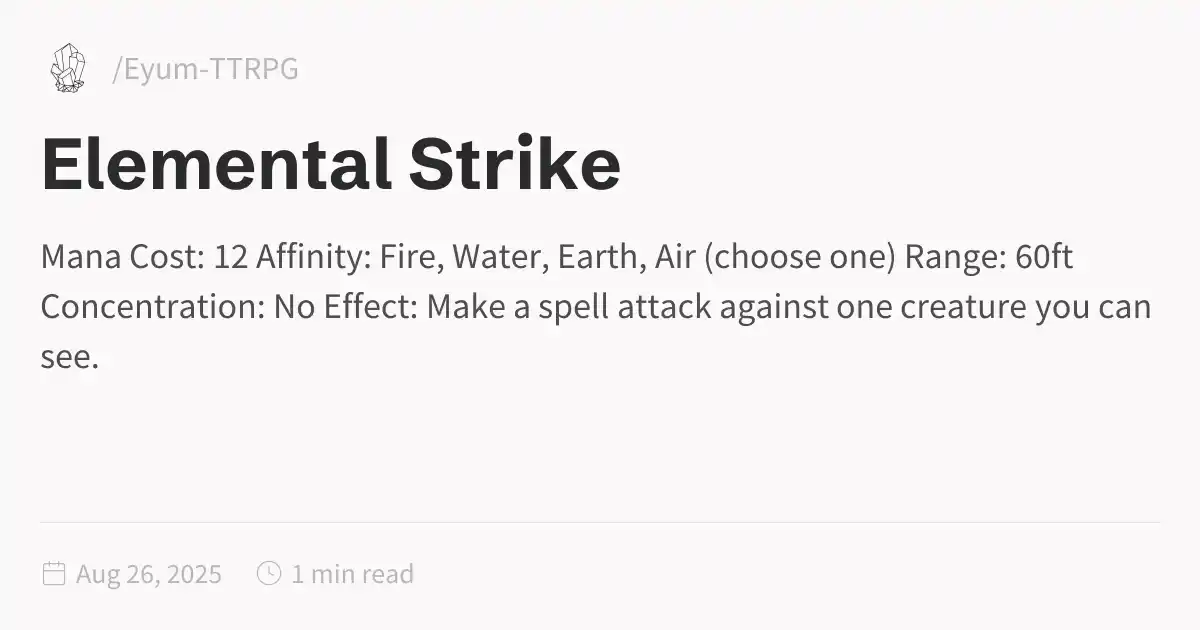 /Eyum-TTRPG
Elemental Strike
Mana Cost: 12 Affinity: Fire, Water, Earth, Air (choose one) Range: 60ft
Concentration: No Effect: Make a spell attack against one creature you can
see.
Aug 26, 2025 1 min read